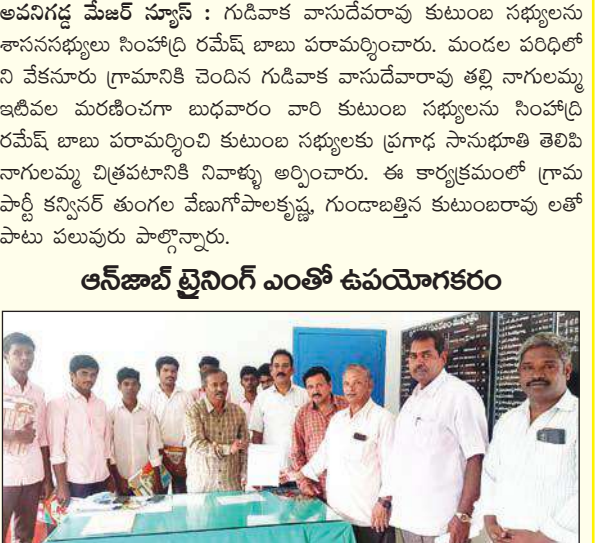 అవనిగడ్డ మేజర్ న్యూస్ : గుడివాక వాసుదేవరావు కుటుంబ సభ్యులను
శాసనసభ్యులు సింహాద్రి రమేష్ బాబు పరామర్శించారు. మండల పరిధిలో
ని వేకనూరు గ్రామానికి చెందిన గుడివాక వాసుదేవారావు తల్లి నాగులమ్మ
ఇటివల మరణించగా బుధవారం వారి కుటుంబ సభ్యులను సింహాద్రి
రమేష్ బాబు పరామర్శించి కుటుంబ సభ్యులకు ప్రగాఢ సానుభూతి తెలిపి
నాగులమ్మ చిత్రపటానికి నివాళ్ళు అర్పించారు. ఈ కార్యక్రమంలో గ్రామ
పార్టీ కన్వినర్ తుంగల వేణుగోపాలకృష్ణ, గుండాబత్తిన కుటుంబరావు లతో
పాటు పలువురు పాల్గొన్నారు.
ఆన్‌జాబ్ ట్రైనింగ్ ఎంతో ఉపయోగకరం